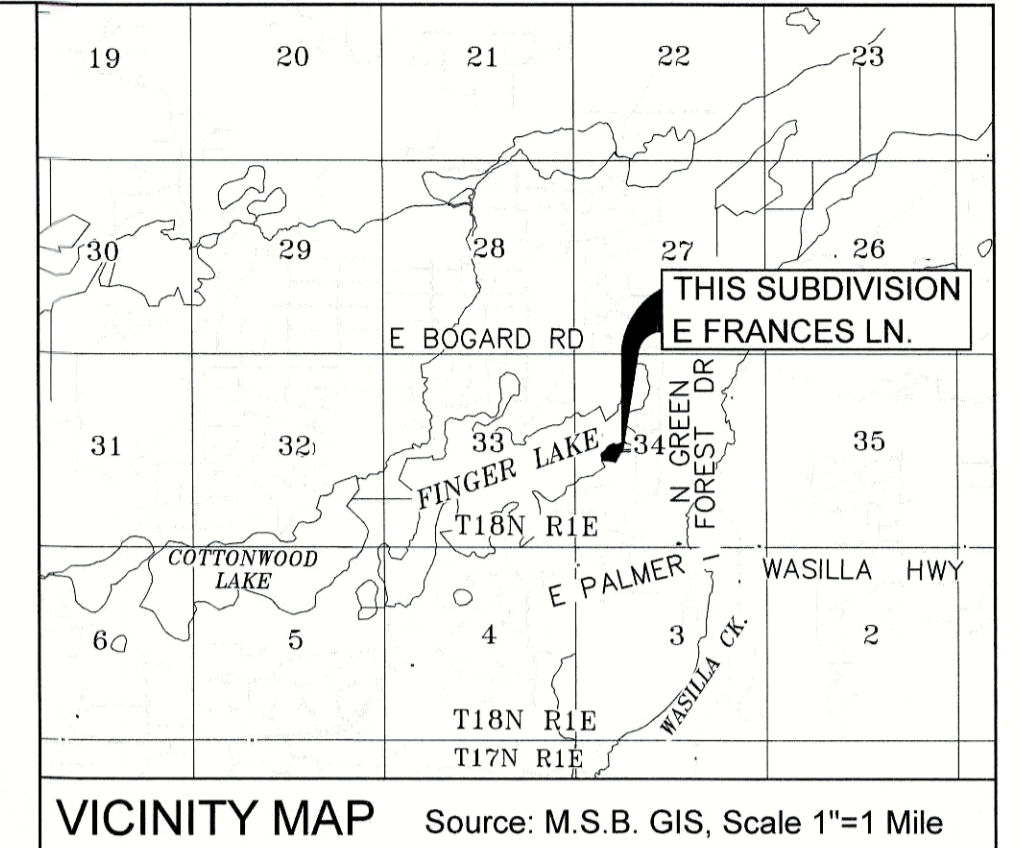 19 20 21 22 23
30 29 28 27 26
THIS SUBDIVISION
E FRANCES LN.
E BOGARD RD
N GREEN
FOREST DR
31 32 33 34 35
FINGER LAKE
T18N R1E
COTTONWOOD
LAKE
E PALMER WASILLA HWY
6 5 4 3 2
WASILLA CK.
T18N R1E
T17N R1E
VICINITY MAP Source: M.S.B. GIS, Scale 1"=1 Mile